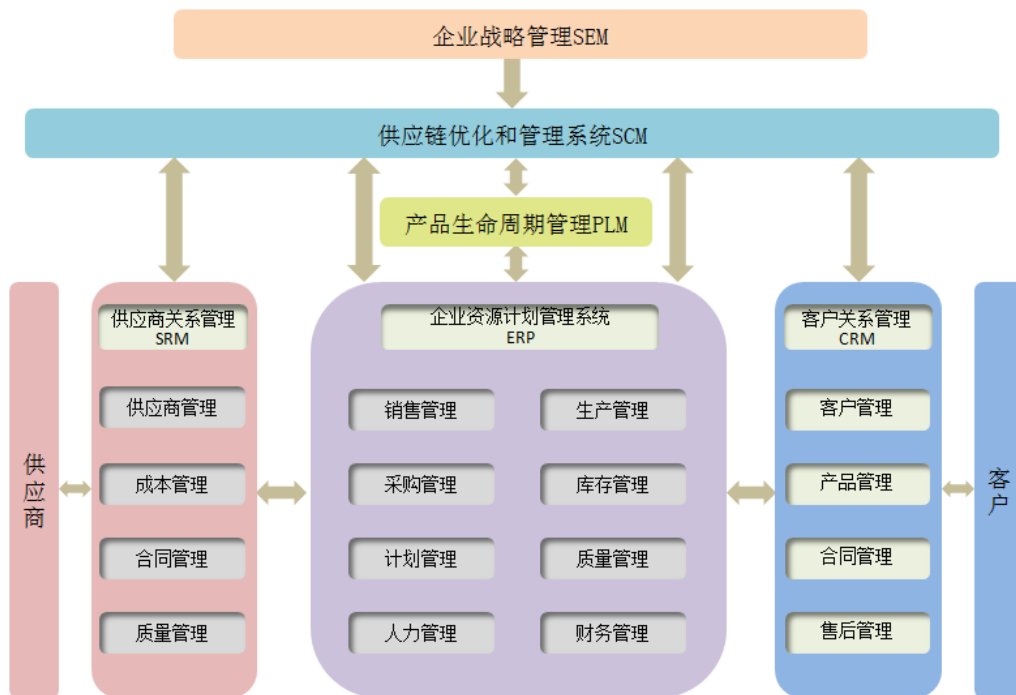 企业战略管理SEM
供应链优化和管理系统SCM
产品生命周期管理PLM
供应商
供应商关系管理
SRM
供应商管理
成本管理
合同管理
质量管理
企业资源计划管理系统
ERP
销售管理
生产管理
采购管理
库存管理
计划管理
质量管理
人力管理
财务管理
客户关系管理
CRM
客户管理
产品管理
合同管理
售后管理
客户